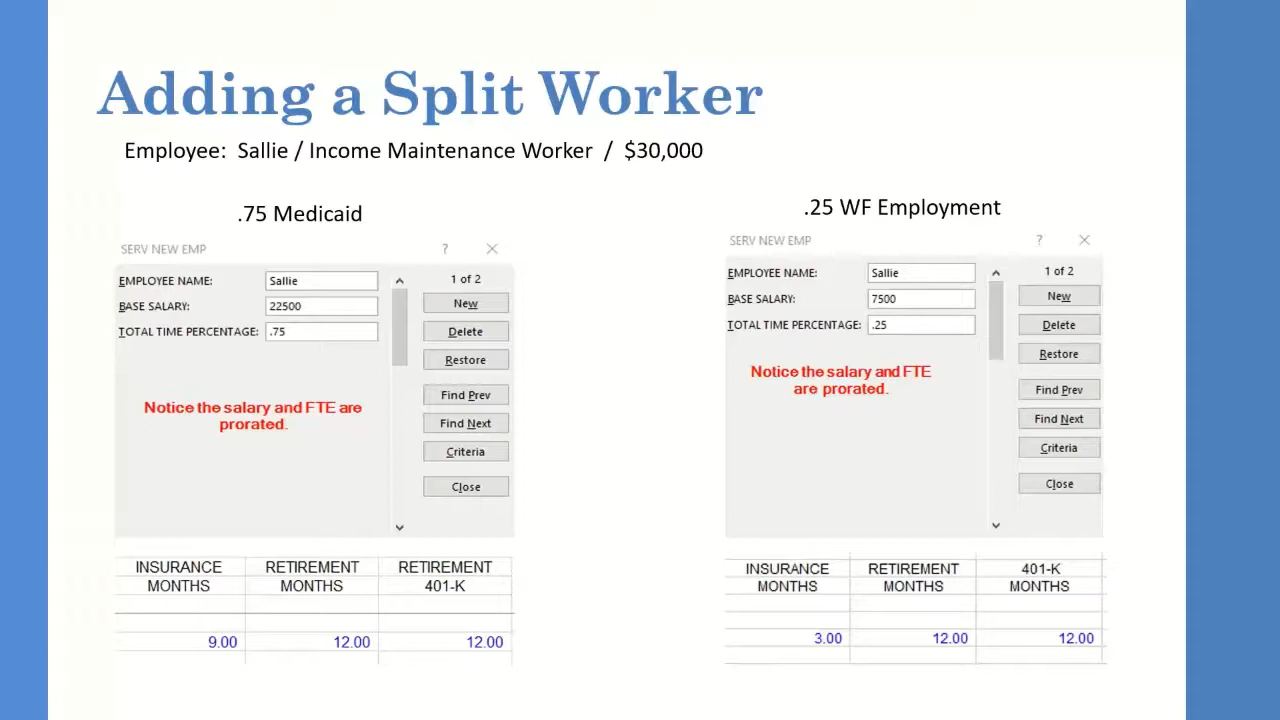 Adding a Split Worker
Employee:  Sallie / Income Maintenance Worker  /  $30,000
.75 Medicaid
SERV NEW EMP ? ×
EMPLOYEE NAME: Sallie
BASE SALARY: 22500
TOTAL TIME PERCENTAGE: .75
1 of 2
New
Delete
Restore
Find Prev
Find Next
Criteria
Close
Notice the salary and FTE are
prorated.
INSURANCE RETIREMENT RETIREMENT
MONTHS MONTHS 401-K
9.00 12.00 12.00
.25 WF Employment
SERV NEW EMP ? ×
EMPLOYEE NAME: Sallie
BASE SALARY: 7500
TOTAL TIME PERCENTAGE: .25
1 of 2
New
Delete
Restore
Find Prev
Find Next
Criteria
Close
Notice the salary and FTE
are prorated.
INSURANCE RETIREMENT 401-K
MONTHS MONTHS MONTHS
3.00 12.00 12.00